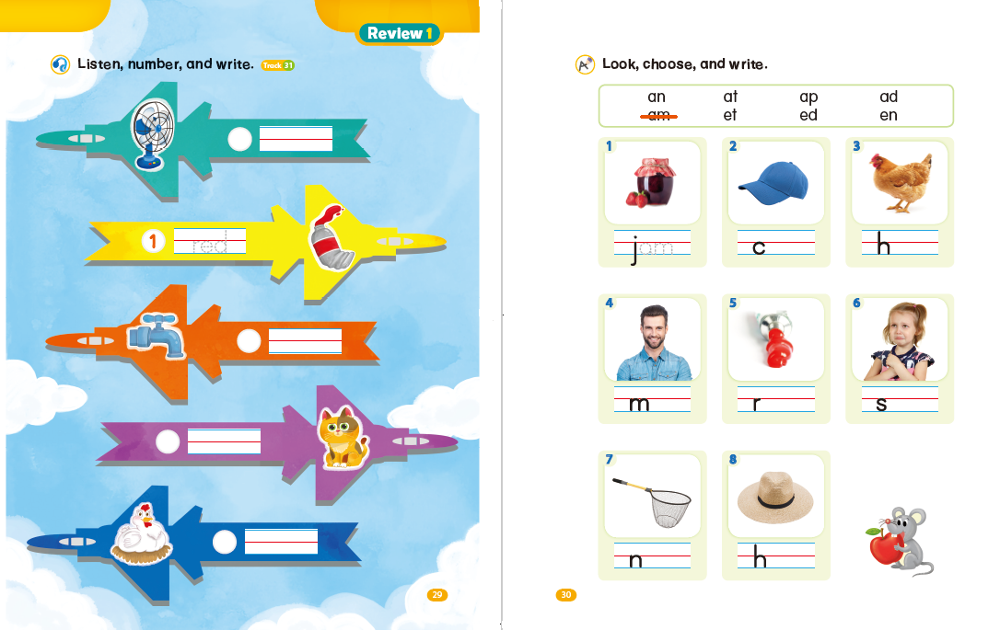 Review 1
Listen, number, and write. Track 31
1 red
29
Look, choose, and write.
an at ap ad
am et ed en
1 2 3
jam c h
4 5 6
m r s
7 8
n h
30